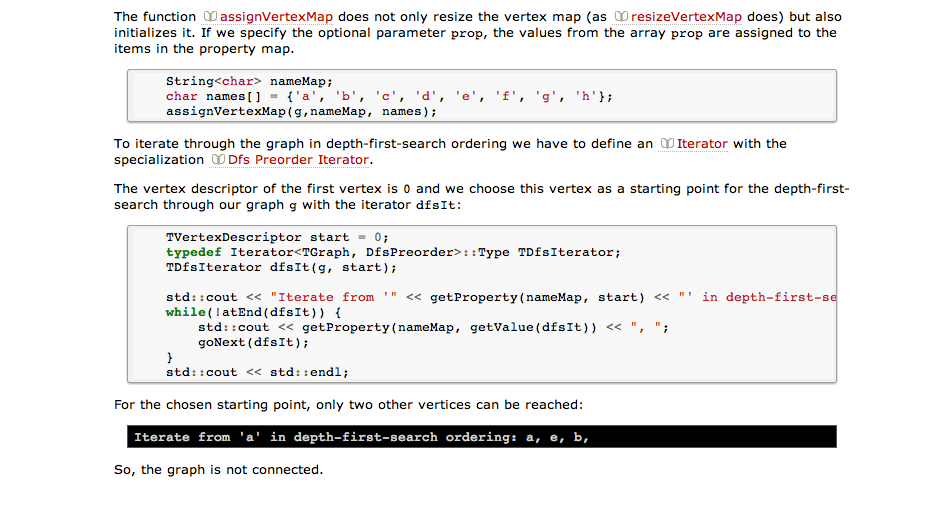 The function assignVertexMap does not only resize the vertex map (as resizeVertexMap does) but also
initializes it. If we specify the optional parameter prop, the values from the array prop are assigned to the
items in the property map.
String<char> nameMap;
char names[] = {'a', 'b', 'c', 'd', 'e', 'f', 'g', 'h'};
assignVertexMap(g,nameMap, names);
To iterate through the graph in depth-first-search ordering we have to define an Iterator with the
specialization Dfs Preorder Iterator.
The vertex descriptor of the first vertex is 0 and we choose this vertex as a starting point for the depth-first-
search through our graph g with the iterator dfsIt:
TVertexDescriptor start = 0;
typedef Iterator<TGraph, DfsPreorder>::Type TDfsIterator;
TDfsIterator dfsIt(g, start);
std::cout << "Iterate from '" << getProperty(nameMap, start) << "' in depth-first-se
while(!atEnd(dfsIt)) {
std::cout << getProperty(nameMap, getValue(dfsIt)) << ", ";
goNext(dfsIt);
}
std::cout << std::endl;
For the chosen starting point, only two other vertices can be reached:
Iterate from 'a' in depth-first-search ordering: a, e, b,
So, the graph is not connected.